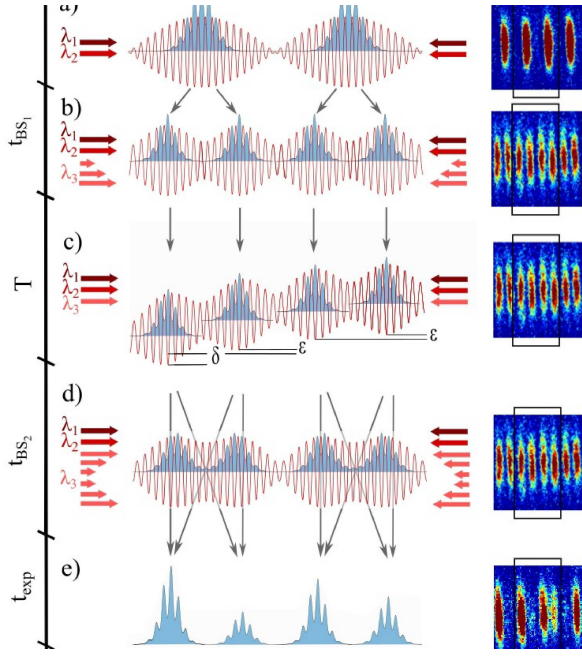 a)
λ₁
λ₂
t_BS₁
b)
λ₁
λ₂
λ₃
T
c)
λ₁
λ₂
λ₃
δ
ε
ε
t_BS₂
d)
λ₁
λ₂
λ₃
t_exp
e)